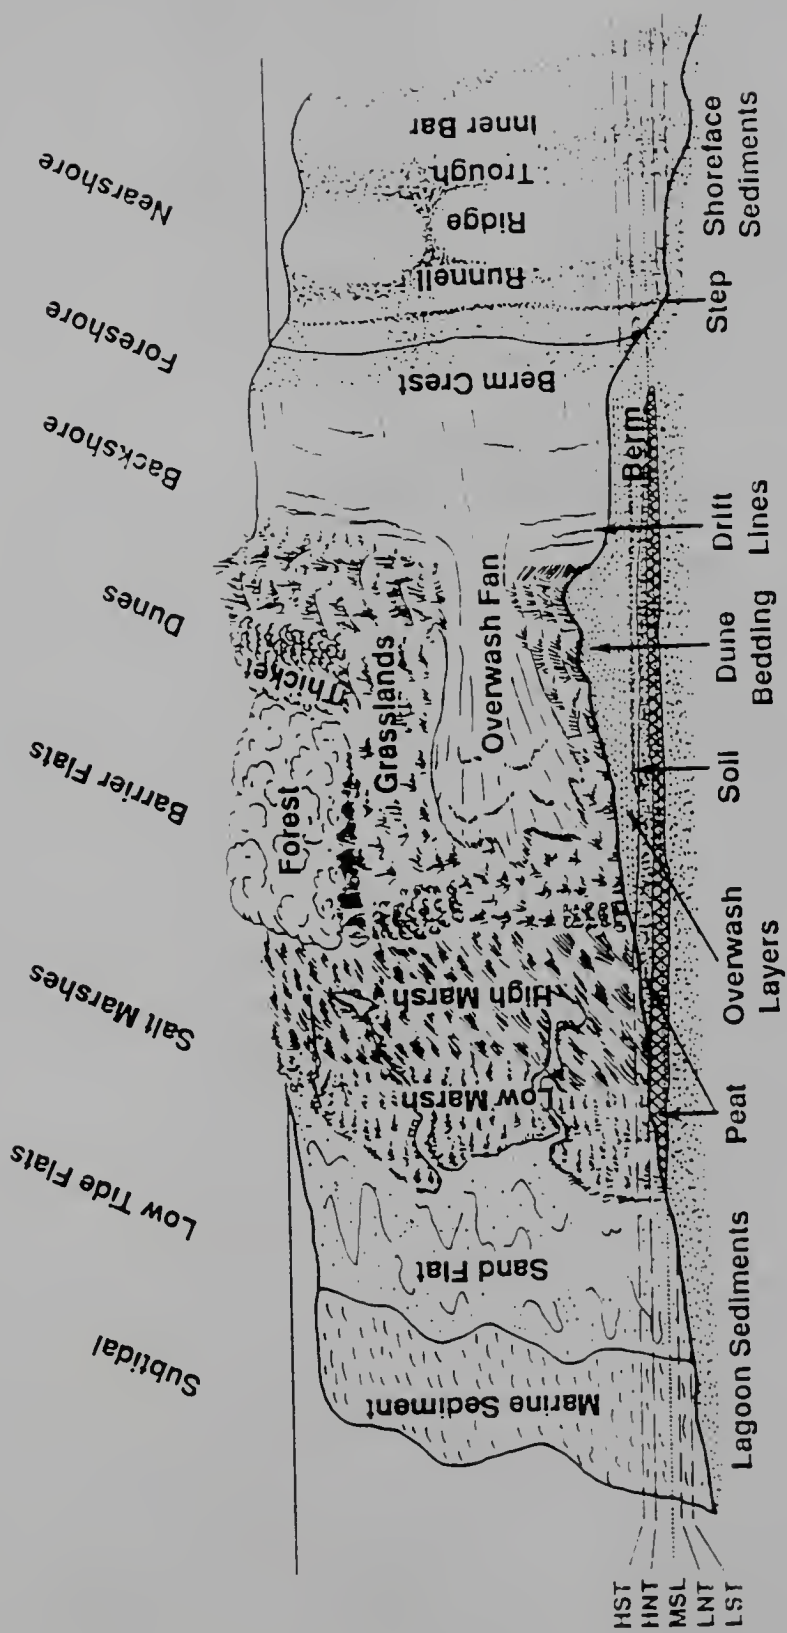 Subtidal
Low Tide Flats
Salt Marshes
Barrier Flats
Dunes
Backshore
Foreshore
Nearshore
Marine Sediment
Sand Flat
Low Marsh
High Marsh
Forest
Thicket
Grasslands
Overwash Fan
Berm Crest
Runnell
Ridge
Trough
Inner Bar
Berm
HST
HNT
MSL
LNT
LST
Lagoon Sediments
Peat
Overwash
Layers
Soil
Dune
Bedding
Drift
Lines
Step
Shoreface
Sediments